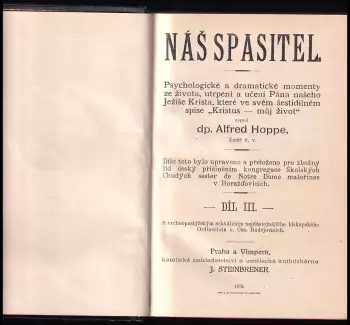 NÁŠ SPASITEL.
Psychologické a dramatické momenty
ze života, utrpení a učení Pána našeho
Ježíše Krista, které ve svém šestidílném
spise „Kristus — můj život“
napsal
dp. Alfred Hoppe,
farář v. v.
Dílo toto bylo upraveno a přeloženo pro zbožný
lid český přičiněním kongregace Školských
Chudých sester de Notre Dame mateřince
v Horažďovicích.
— DÍL III. —
S vrchnopastýřským schválením nejdůstojnějšího biskupského
Ordinariátu v Čes. Budějovicích.
Praha a Vimperk,
katolické nakladatelství a umělecká knihtiskárna
J. STEINBRENER.